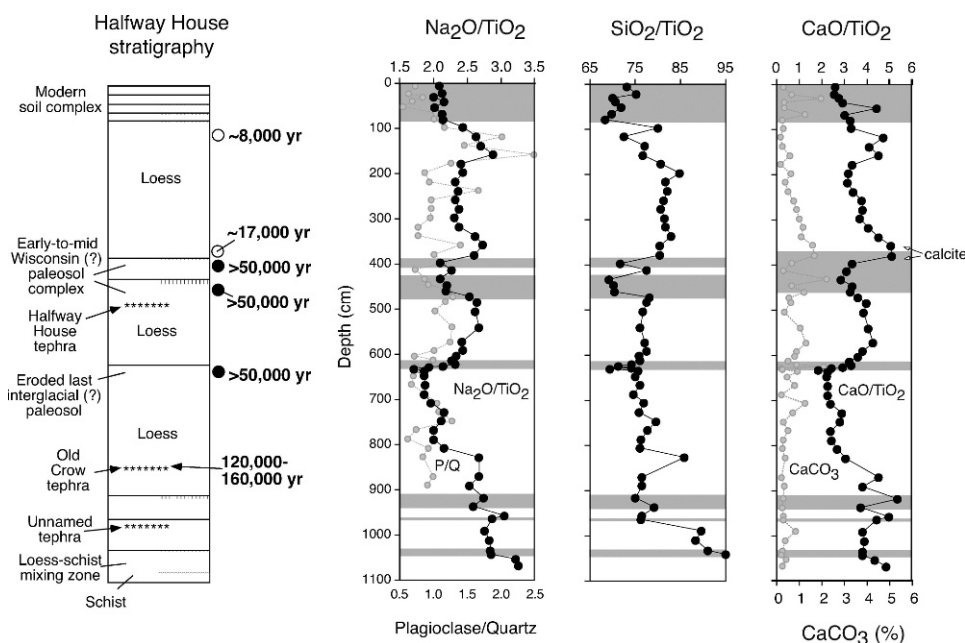 Halfway House
stratigraphy
Modern
soil complex
~8,000 yr
Loess
~17,000 yr
Early-to-mid
Wisconsin (?)
paleosol
complex
>50,000 yr
>50,000 yr
Halfway
House
tephra
Loess
Eroded last
interglacial (?)
paleosol
>50,000 yr
Loess
Old
Crow
tephra
120,000-
160,000 yr
Unnamed
tephra
Loess-schist
mixing zone
Schist
Na₂O/TiO₂
1.5 2.0 2.5 3.0 3.5
Depth (cm)
0
100
200
300
400
500
600
700
800
900
1000
1100
Na₂O/TiO₂
P/Q
0.5 1.0 1.5 2.0 2.5
Plagioclase/Quartz
SiO₂/TiO₂
65 75 85 95
65 75 85 95
CaO/TiO₂
0 1 2 3 4 5 6
calcite
CaO/TiO₂
CaCO₃
0 1 2 3 4 5 6
CaCO₃ (%)